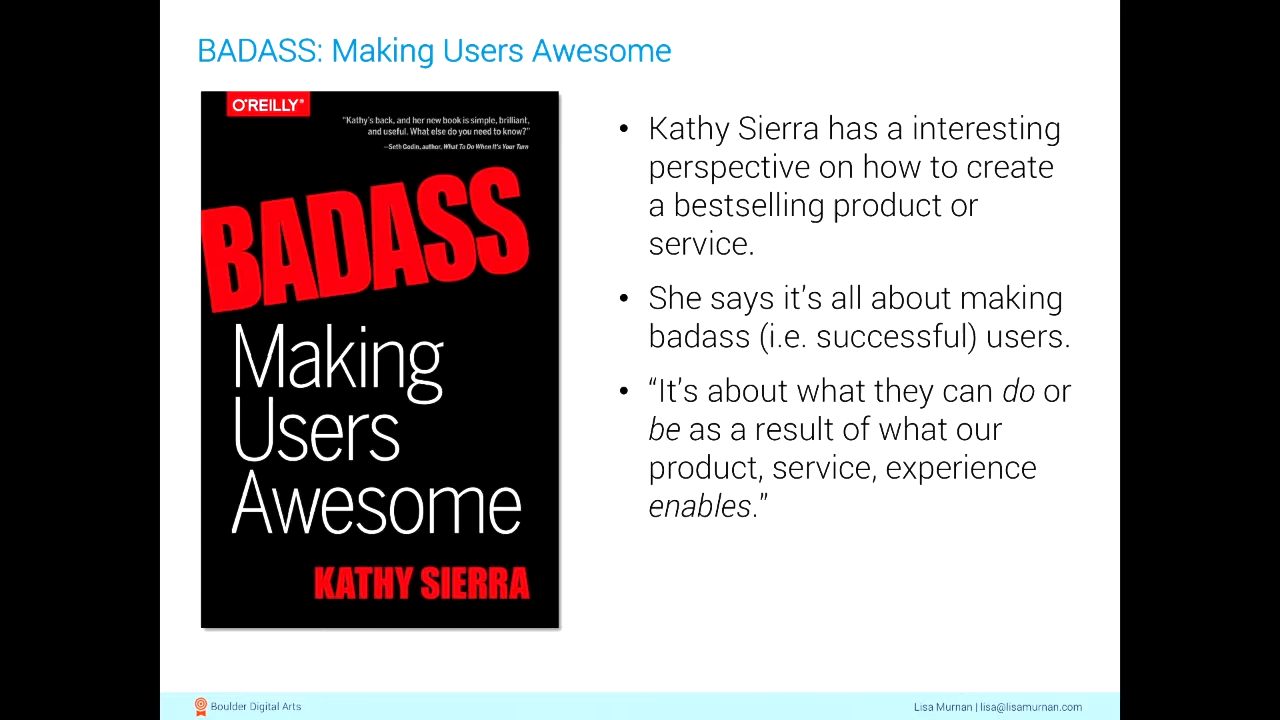 BADASS: Making Users Awesome
O'REILLY®
"Kathy's back, and her new book is simple, brilliant,
and useful. What else do you need to know?"
—Seth Godin, author, What To Do When It's Your Turn
BADASS
Making
Users
Awesome
KATHY SIERRA
• Kathy Sierra has a interesting
perspective on how to create
a bestselling product or
service.
• She says it's all about making
badass (i.e. successful) users.
• “It's about what they can do or
be as a result of what our
product, service, experience
enables.”
Boulder Digital Arts
Lisa Murnan | lisa@lisamurnan.com